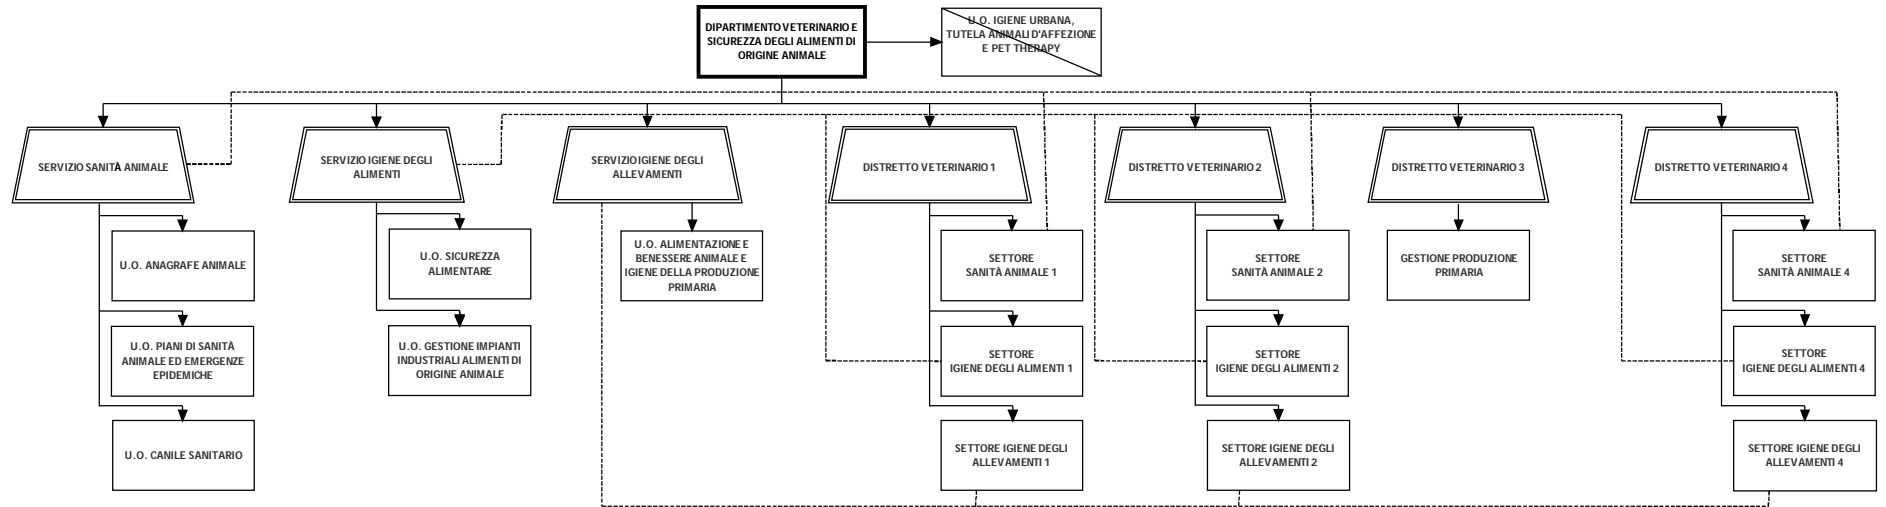 DIPARTIMENTO VETERINARIO E
SICUREZZA DEGLI ALIMENTI DI
ORIGINE ANIMALE
U.O. IGIENE URBANA,
TUTELA ANIMALI D'AFFEZIONE
E PET THERAPY
SERVIZIO SANITÀ ANIMALE
SERVIZIO IGIENE DEGLI
ALIMENTI
SERVIZIO IGIENE DEGLI
ALLEVAMENTI
DISTRETTO VETERINARIO 1
DISTRETTO VETERINARIO 2
DISTRETTO VETERINARIO 3
DISTRETTO VETERINARIO 4
U.O. ANAGRAFE ANIMALE
U.O. SICUREZZA
ALIMENTARE
U.O. ALIMENTAZIONE E
BENESSERE ANIMALE E
IGIENE DELLA PRODUZIONE
PRIMARIA
SETTORE
SANITÀ ANIMALE 1
SETTORE
SANITÀ ANIMALE 2
GESTIONE PRODUZIONE
PRIMARIA
SETTORE
SANITÀ ANIMALE 4
U.O. PIANI DI SANITÀ
ANIMALE ED EMERGENZE
EPIDEMICHE
U.O. GESTIONE IMPIANTI
INDUSTRIALI ALIMENTI DI
ORIGINE ANIMALE
SETTORE
IGIENE DEGLI ALIMENTI 1
SETTORE
IGIENE DEGLI ALIMENTI 2
SETTORE
IGIENE DEGLI ALIMENTI 4
U.O. CANILE SANITARIO
SETTORE IGIENE DEGLI
ALLEVAMENTI 1
SETTORE IGIENE DEGLI
ALLEVAMENTI 2
SETTORE IGIENE DEGLI
ALLEVAMENTI 4